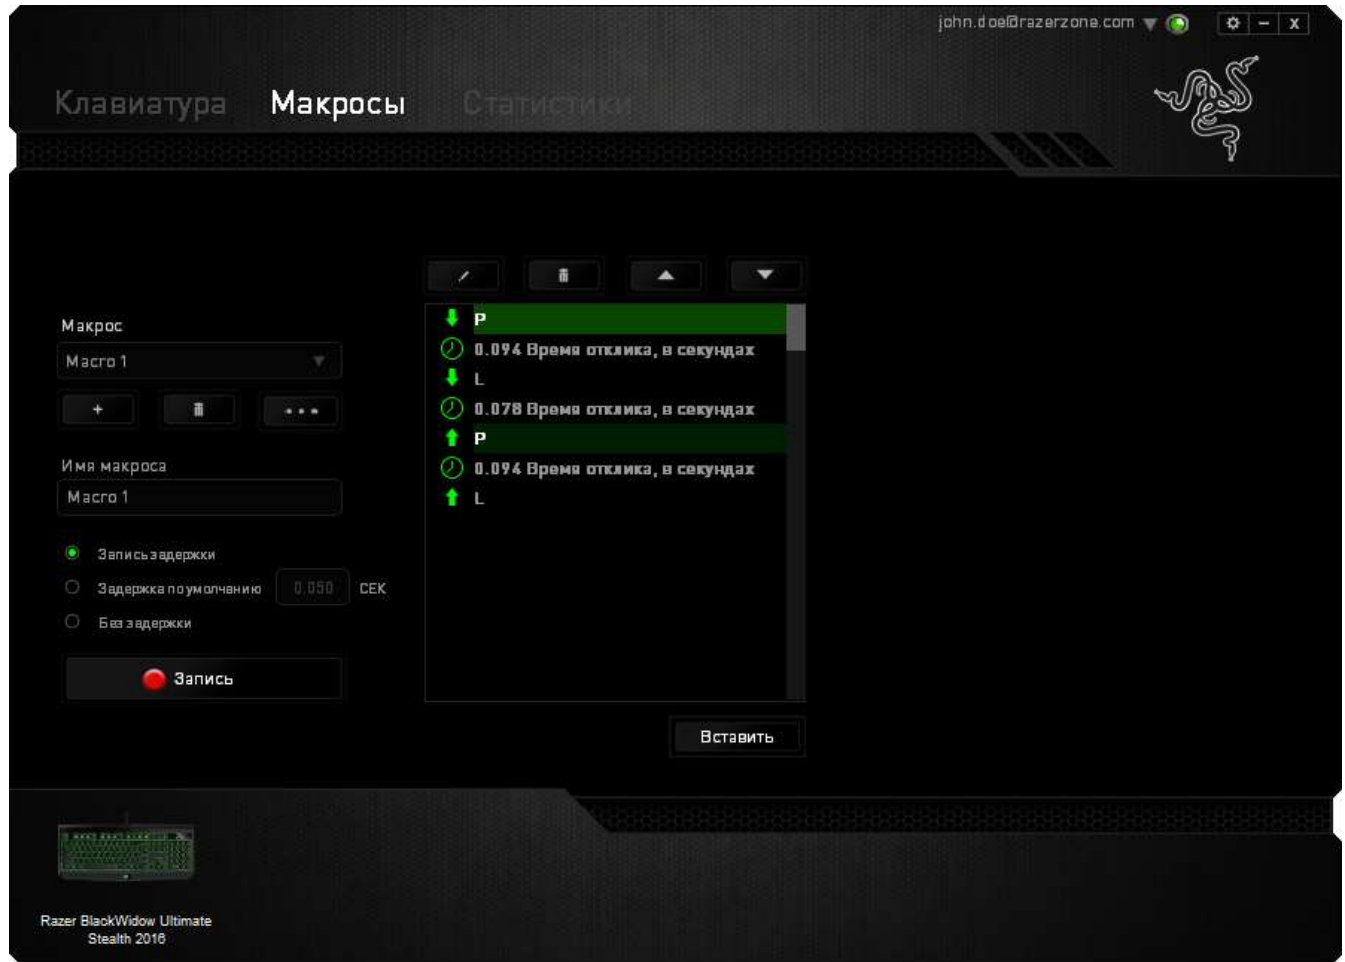 john.doe@razerzone.com
Клавиатура Макросы Статистики
Макрос
Macro 1
Имя макроса
Macro 1
Запись задержки
Задержка по умолчанию 0.050 СЕК
Без задержки
Запись
P
0.094 Время отклика, в секундах
L
0.078 Время отклика, в секундах
P
0.094 Время отклика, в секундах
L
Вставить
Razer BlackWidow Ultimate
Stealth 2016